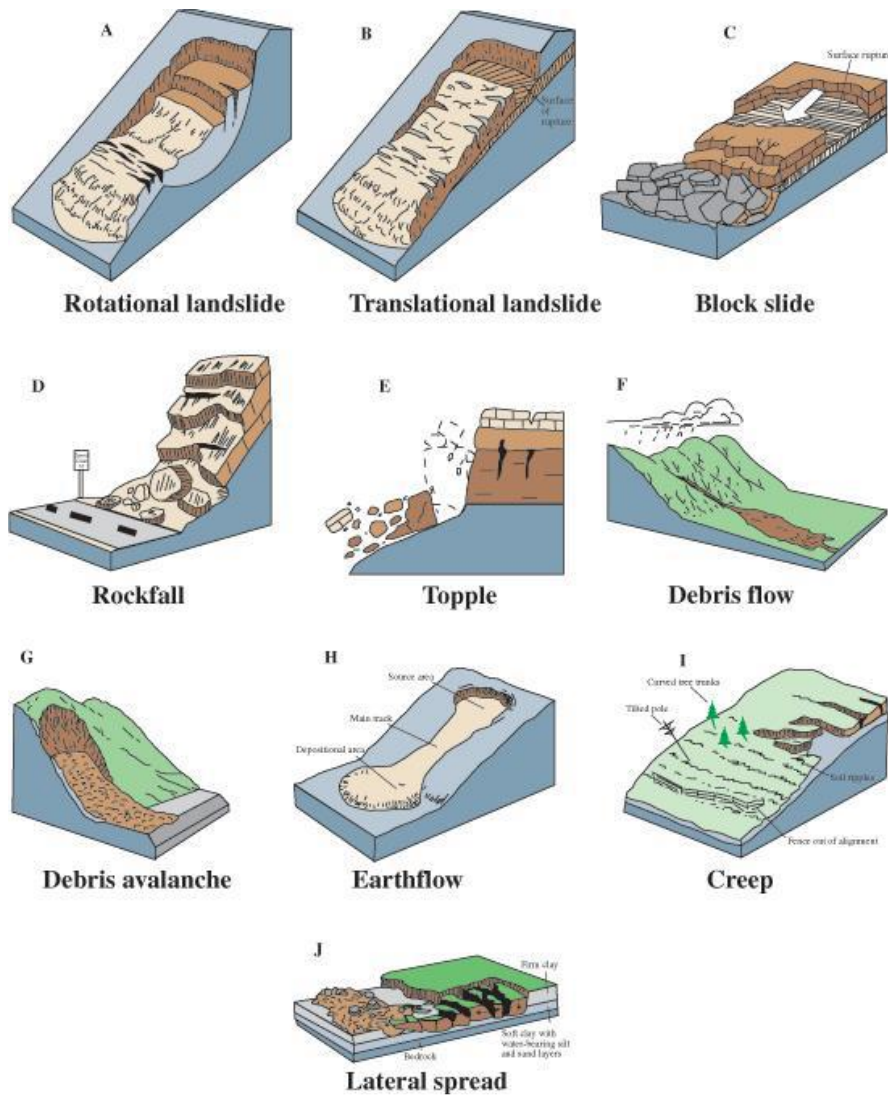 A
B
C
Surface rupture
Surface
of rupture
Rotational landslide
Translational landslide
Block slide
D
E
F
Rockfall
Topple
Debris flow
G
H
I
Source area
Main track
Depositional area
Curved tree trunks
Tilted pole
Soil ripples
Fence out of alignment
Debris avalanche
Earthflow
Creep
J
Firm clay
Soft clay with
water-bearing silt
and sand layers
Bedrock
Lateral spread